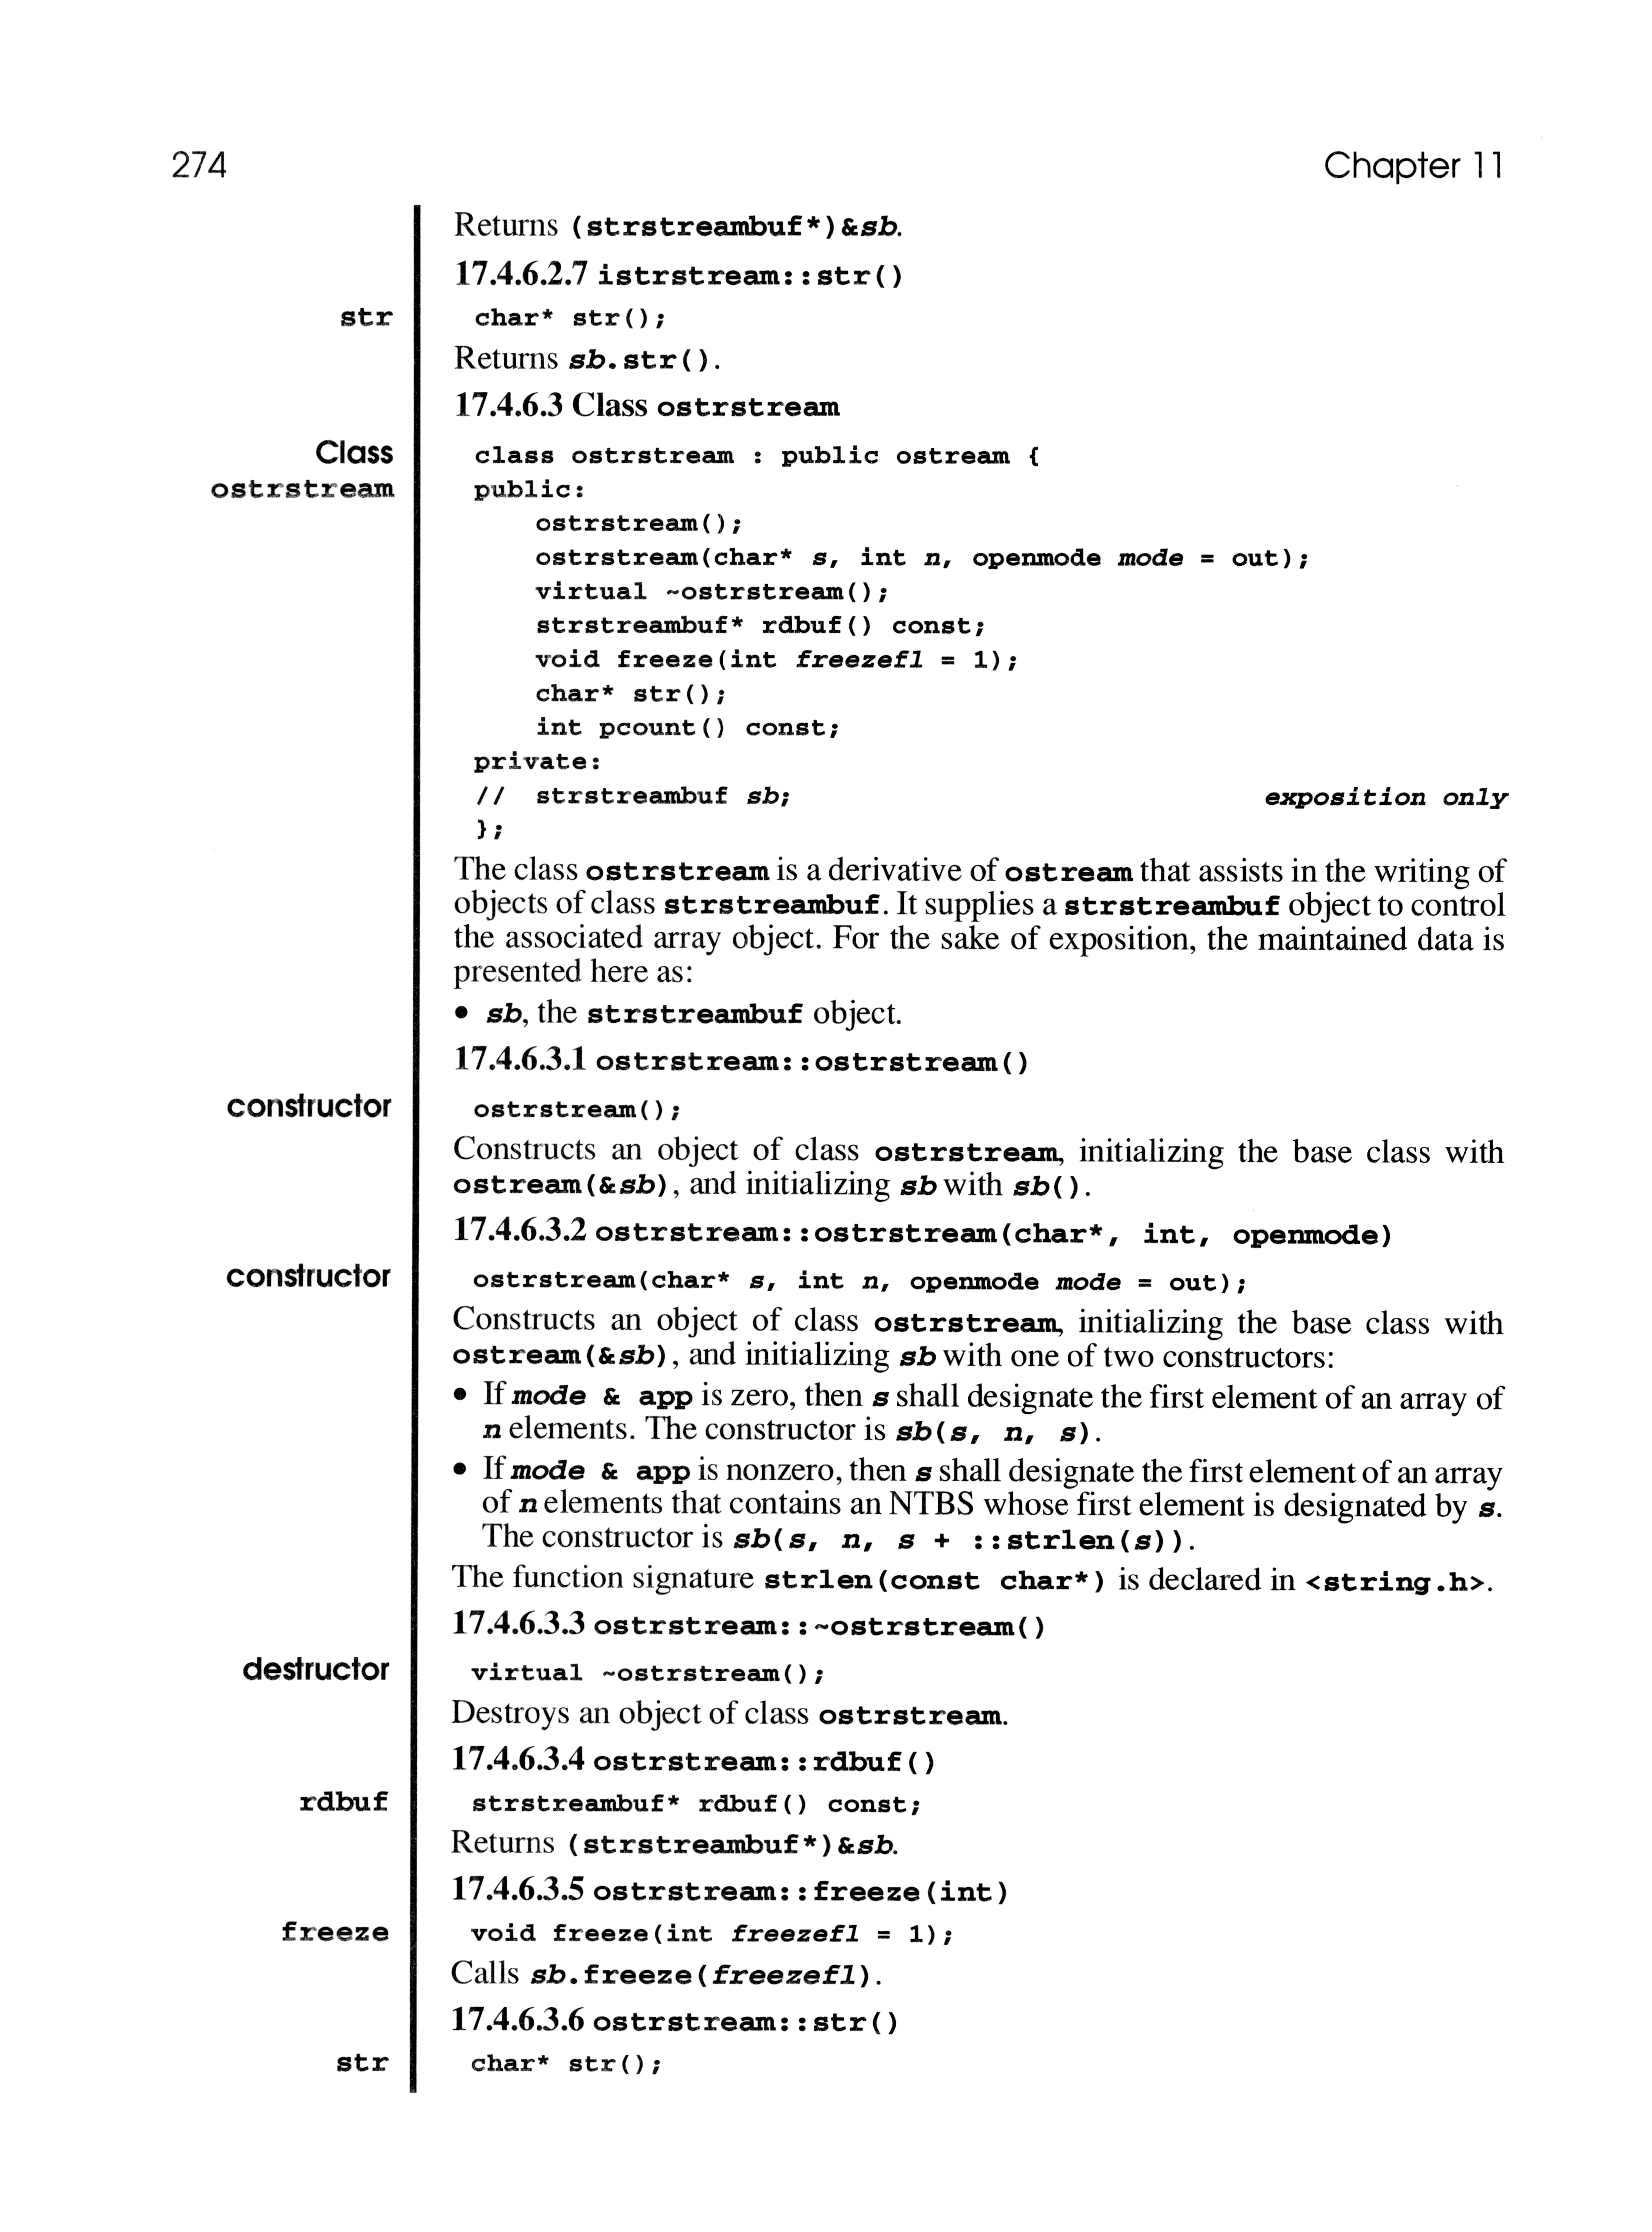 274 Chapter 11
Returns (strstreambuf*)&sb.
17.4.6.2.7 istrstream::str()
str char* str();
Returns sb.str().
17.4.6.3 Class ostrstream
Class class ostrstream : public ostream {
ostrstream public:
ostrstream();
ostrstream(char* s, int n, openmode mode = out);
virtual ~ostrstream();
strstreambuf* rdbuf() const;
void freeze(int freezefl = 1);
char* str();
int pcount() const;
private:
// strstreambuf sb; exposition only
};
The class ostrstream is a derivative of ostream that assists in the writing of
objects of class strstreambuf. It supplies a strstreambuf object to control
the associated array object. For the sake of exposition, the maintained data is
presented here as:
• sb, the strstreambuf object.
17.4.6.3.1 ostrstream::ostrstream()
constructor ostrstream();
Constructs an object of class ostrstream, initializing the base class with
ostream(&sb), and initializing sb with sb().
17.4.6.3.2 ostrstream::ostrstream(char*, int, openmode)
constructor ostrstream(char* s, int n, openmode mode = out);
Constructs an object of class ostrstream, initializing the base class with
ostream(&sb), and initializing sb with one of two constructors:
• If mode & app is zero, then s shall designate the first element of an array of
n elements. The constructor is sb(s, n, s).
• If mode & app is nonzero, then s shall designate the first element of an array
of n elements that contains an NTBS whose first element is designated by s.
The constructor is sb(s, n, s + ::strlen(s)).
The function signature strlen(const char*) is declared in <string.h>.
17.4.6.3.3 ostrstream::~ostrstream()
destructor virtual ~ostrstream();
Destroys an object of class ostrstream.
17.4.6.3.4 ostrstream::rdbuf()
rdbuf strstreambuf* rdbuf() const;
Returns (strstreambuf*)&sb.
17.4.6.3.5 ostrstream::freeze(int)
freeze void freeze(int freezefl = 1);
Calls sb.freeze(freezefl).
17.4.6.3.6 ostrstream::str()
str char* str();